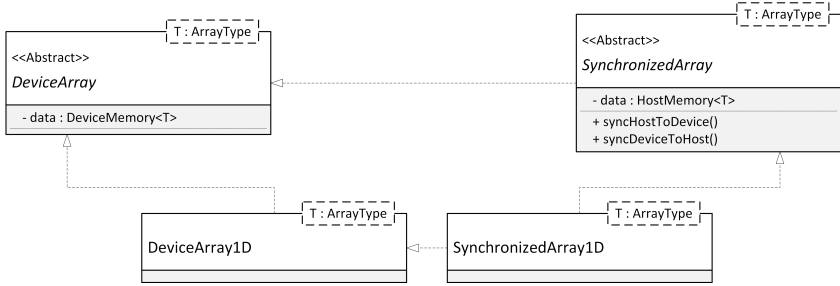 T : ArrayType
<<Abstract>>
DeviceArray
- data : DeviceMemory<T>
T : ArrayType
<<Abstract>>
SynchronizedArray
- data : HostMemory<T>
+ syncHostToDevice()
+ syncDeviceToHost()
T : ArrayType
DeviceArray1D
T : ArrayType
SynchronizedArray1D